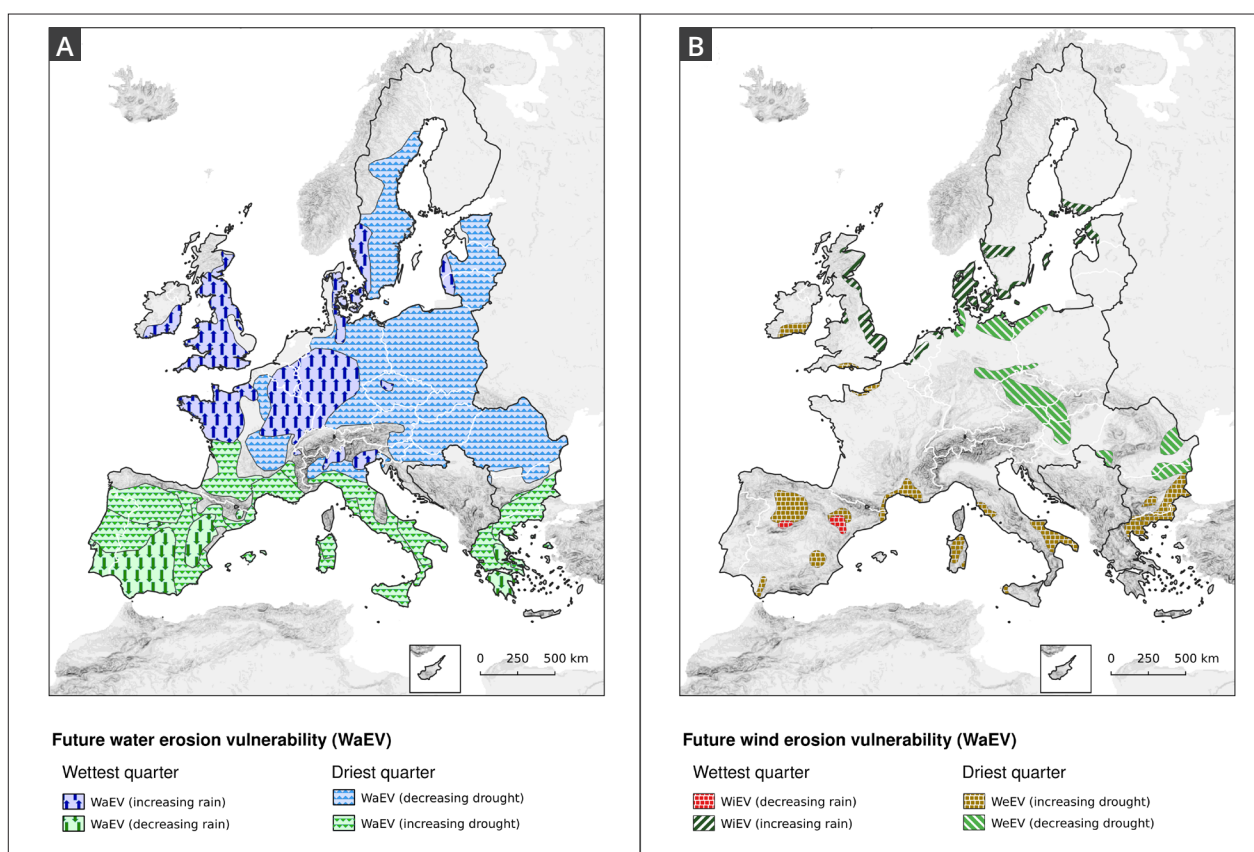 A
0 250 500 km
Future water erosion vulnerability (WaEV)
Wettest quarter
Driest quarter
WaEV (increasing rain)
WaEV (decreasing drought)
WaEV (decreasing rain)
WaEV (increasing drought)
B
0 250 500 km
Future wind erosion vulnerability (WaEV)
Wettest quarter
Driest quarter
WiEV (decreasing rain)
WeEV (increasing drought)
WiEV (increasing rain)
WeEV (decreasing drought)